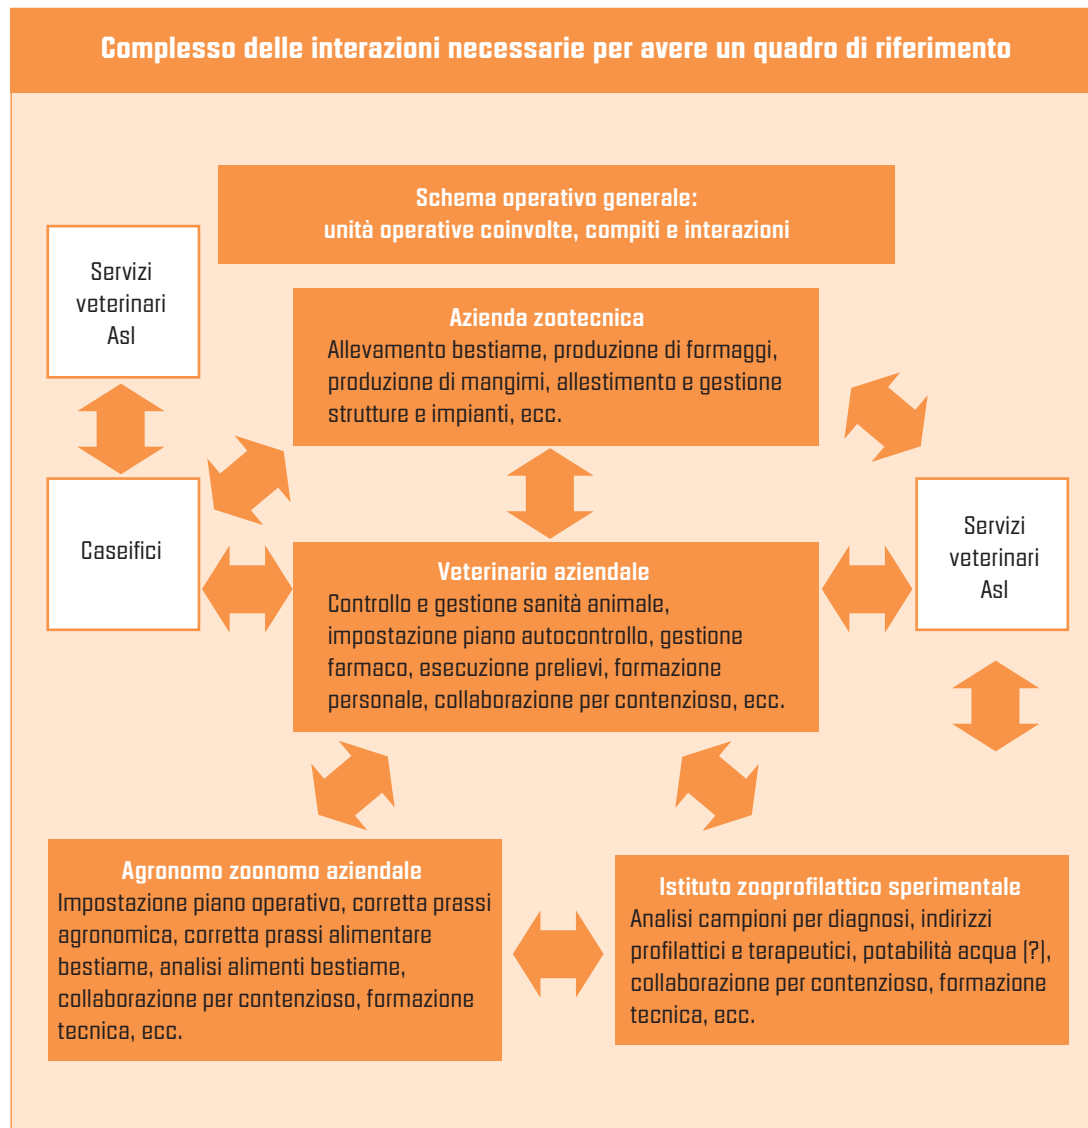 Complesso delle interazioni necessarie per avere un quadro di riferimento
Schema operativo generale:
unità operative coinvolte, compiti e interazioni
Servizi
veterinari
Asl
Azienda zootecnica
Allevamento bestiame, produzione di formaggi,
produzione di mangimi, allestimento e gestione
strutture e impianti, ecc.
Caseifici
Veterinario aziendale
Controllo e gestione sanità animale,
impostazione piano autocontrollo, gestione
farmaco, esecuzione prelievi, formazione
personale, collaborazione per contenzioso, ecc.
Servizi
veterinari
Asl
Agronomo zoonomo aziendale
Impostazione piano operativo, corretta prassi
agronomica, corretta prassi alimentare
bestiame, analisi alimenti bestiame,
collaborazione per contenzioso, formazione
tecnica, ecc.
Istituto zooprofilattico sperimentale
Analisi campioni per diagnosi, indirizzi
profilattici e terapeutici, potabilità acqua (?),
collaborazione per contenzioso, formazione
tecnica, ecc.